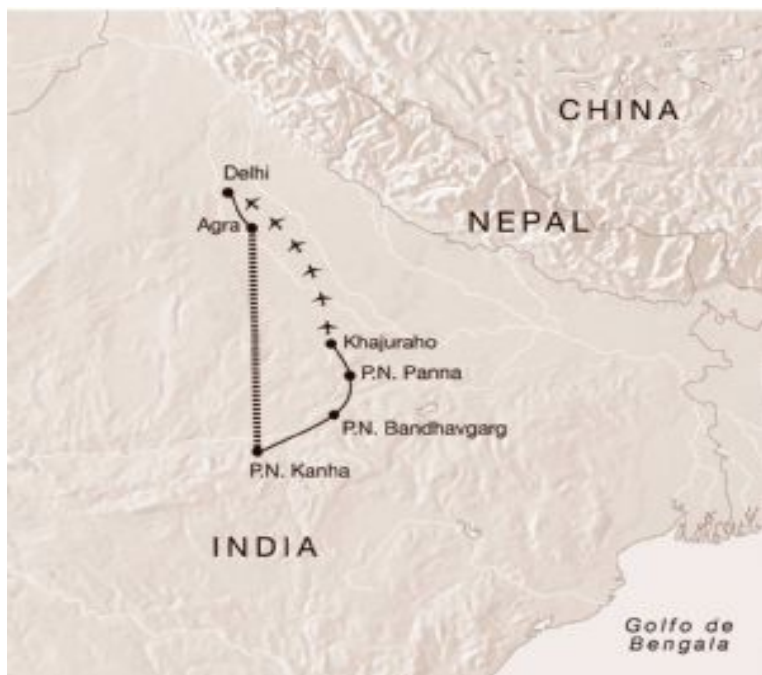 CHINA
Delhi
NEPAL
Agra
Khajuraho
P.N. Panna
P.N. Bandhavgarg
P.N. Kanha
INDIA
Golfo de
Bengala